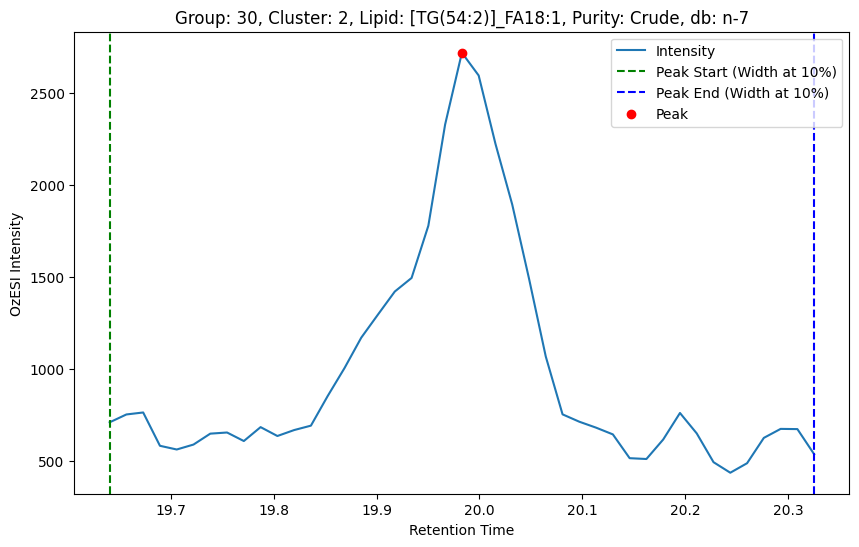 Group: 30, Cluster: 2, Lipid: [TG(54:2)]_FA18:1, Purity: Crude, db: n-7
Intensity
Peak Start (Width at 10%)
Peak End (Width at 10%)
Peak
OzESI Intensity
2500
2000
1500
1000
500
19.7 19.8 19.9 20.0 20.1 20.2 20.3
Retention Time